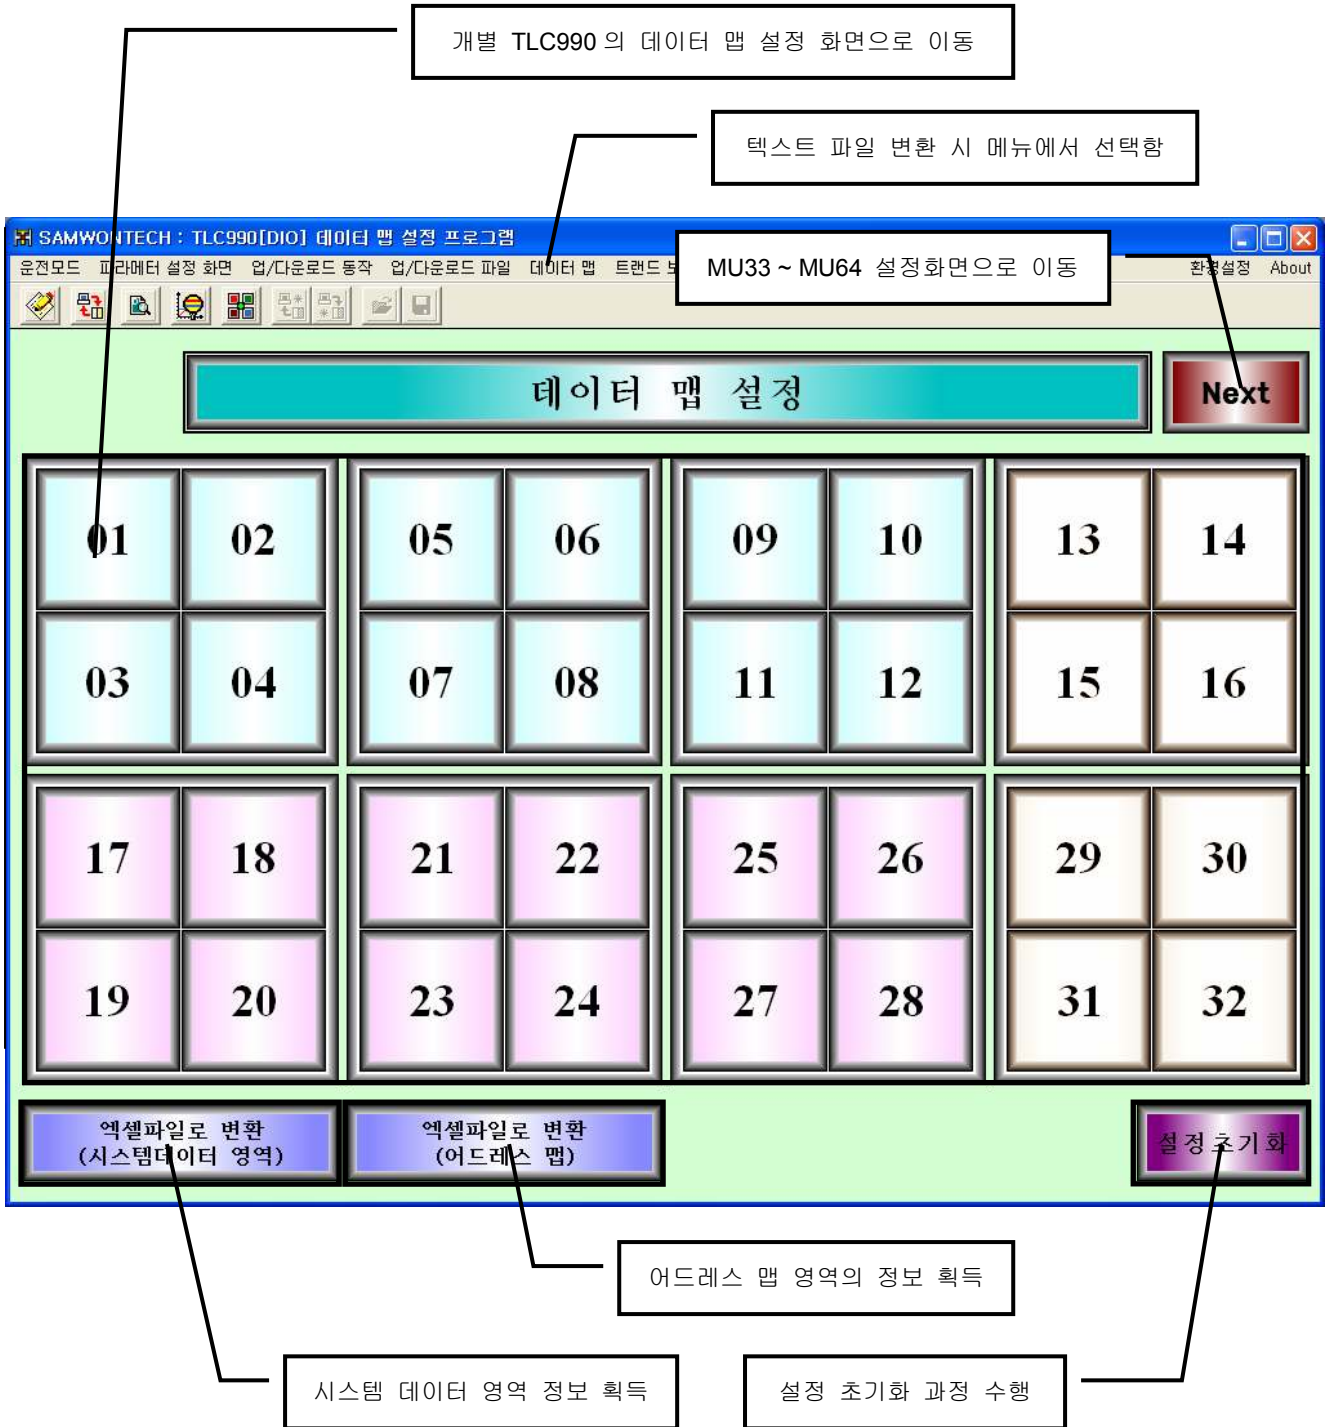 개별 TLC990 의 데이터 맵 설정 화면으로 이동
텍스트 파일 변환 시 메뉴에서 선택함
SAMWONTECH : TLC990[DIO] 데이터 맵 설정 프로그램
MU33 ~ MU64 설정화면으로 이동
운전모드 파라메터 설정 화면 업/다운로드 동작 업/다운로드 파일 데이터 맵 트랜드 환경설정 About
데이터 맵 설정
Next
01 02 05 06 09 10 13 14
03 04 07 08 11 12 15 16
17 18 21 22 25 26 29 30
19 20 23 24 27 28 31 32
엑셀파일로 변환
(시스템데이터 영역)
엑셀파일로 변환
(어드레스 맵)
설정초기화
어드레스 맵 영역의 정보 획득
시스템 데이터 영역 정보 획득
설정 초기화 과정 수행